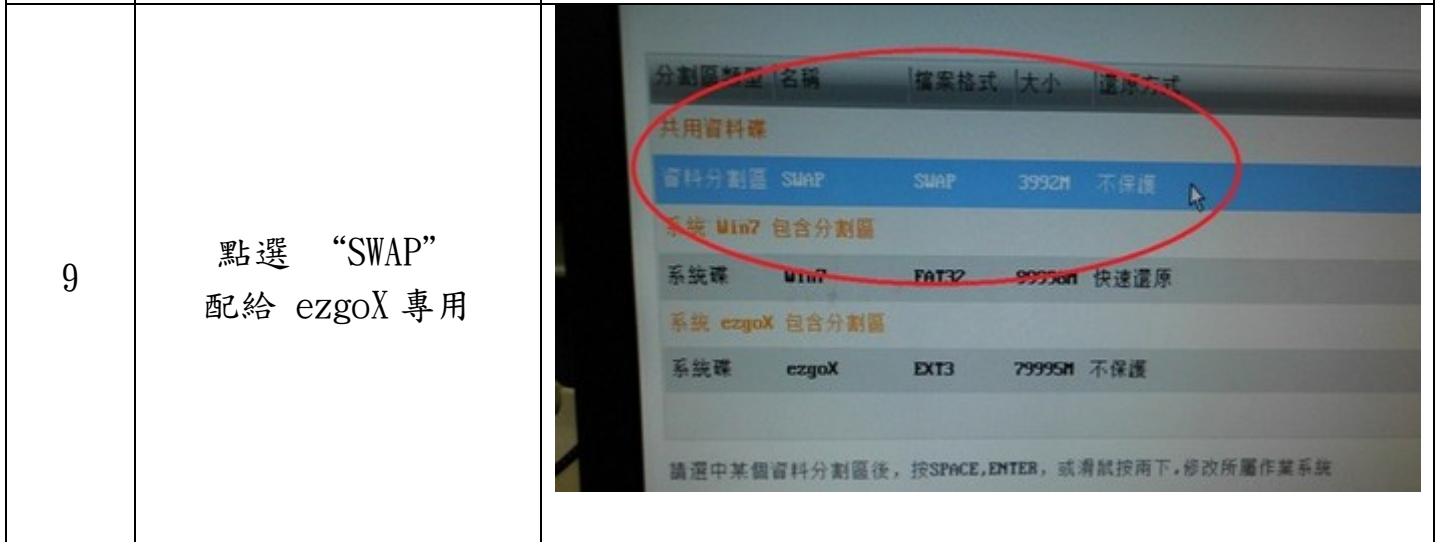 9
點選 “SWAP”
配給 ezgoX 專用
分割區類型 名稱 檔案格式 大小 還原方式
共用資料碟
資料分割區 SWAP SWAP 3992M 不保護
系統 Win7 包含分割區
系統碟 Win7 FAT32 99998M 快速還原
系統 ezgoX 包含分割區
系統碟 ezgoX EXT3 79995M 不保護
請選中某個資料分割區後，按SPACE,ENTER，或滑鼠按兩下,修改所屬作業系統